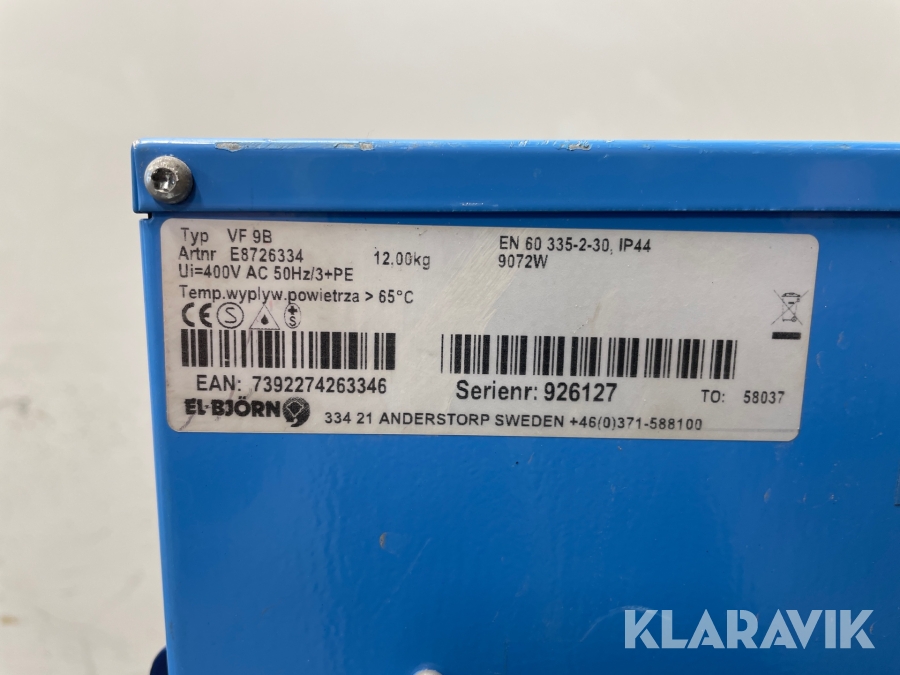 Typ VF 9B
Artnr E8726334 12,00kg
Ui=400V AC 50Hz/3+PE
Temp.wyplyw.powietrza > 65°C
EN 60 335-2-30, IP44
9072W
CE S S
EAN: 7392274263346
Serienr: 926127
TO: 58037
EL·BJÖRN
334 21 ANDERSTORP SWEDEN +46(0)371-588100
KLARAVIK